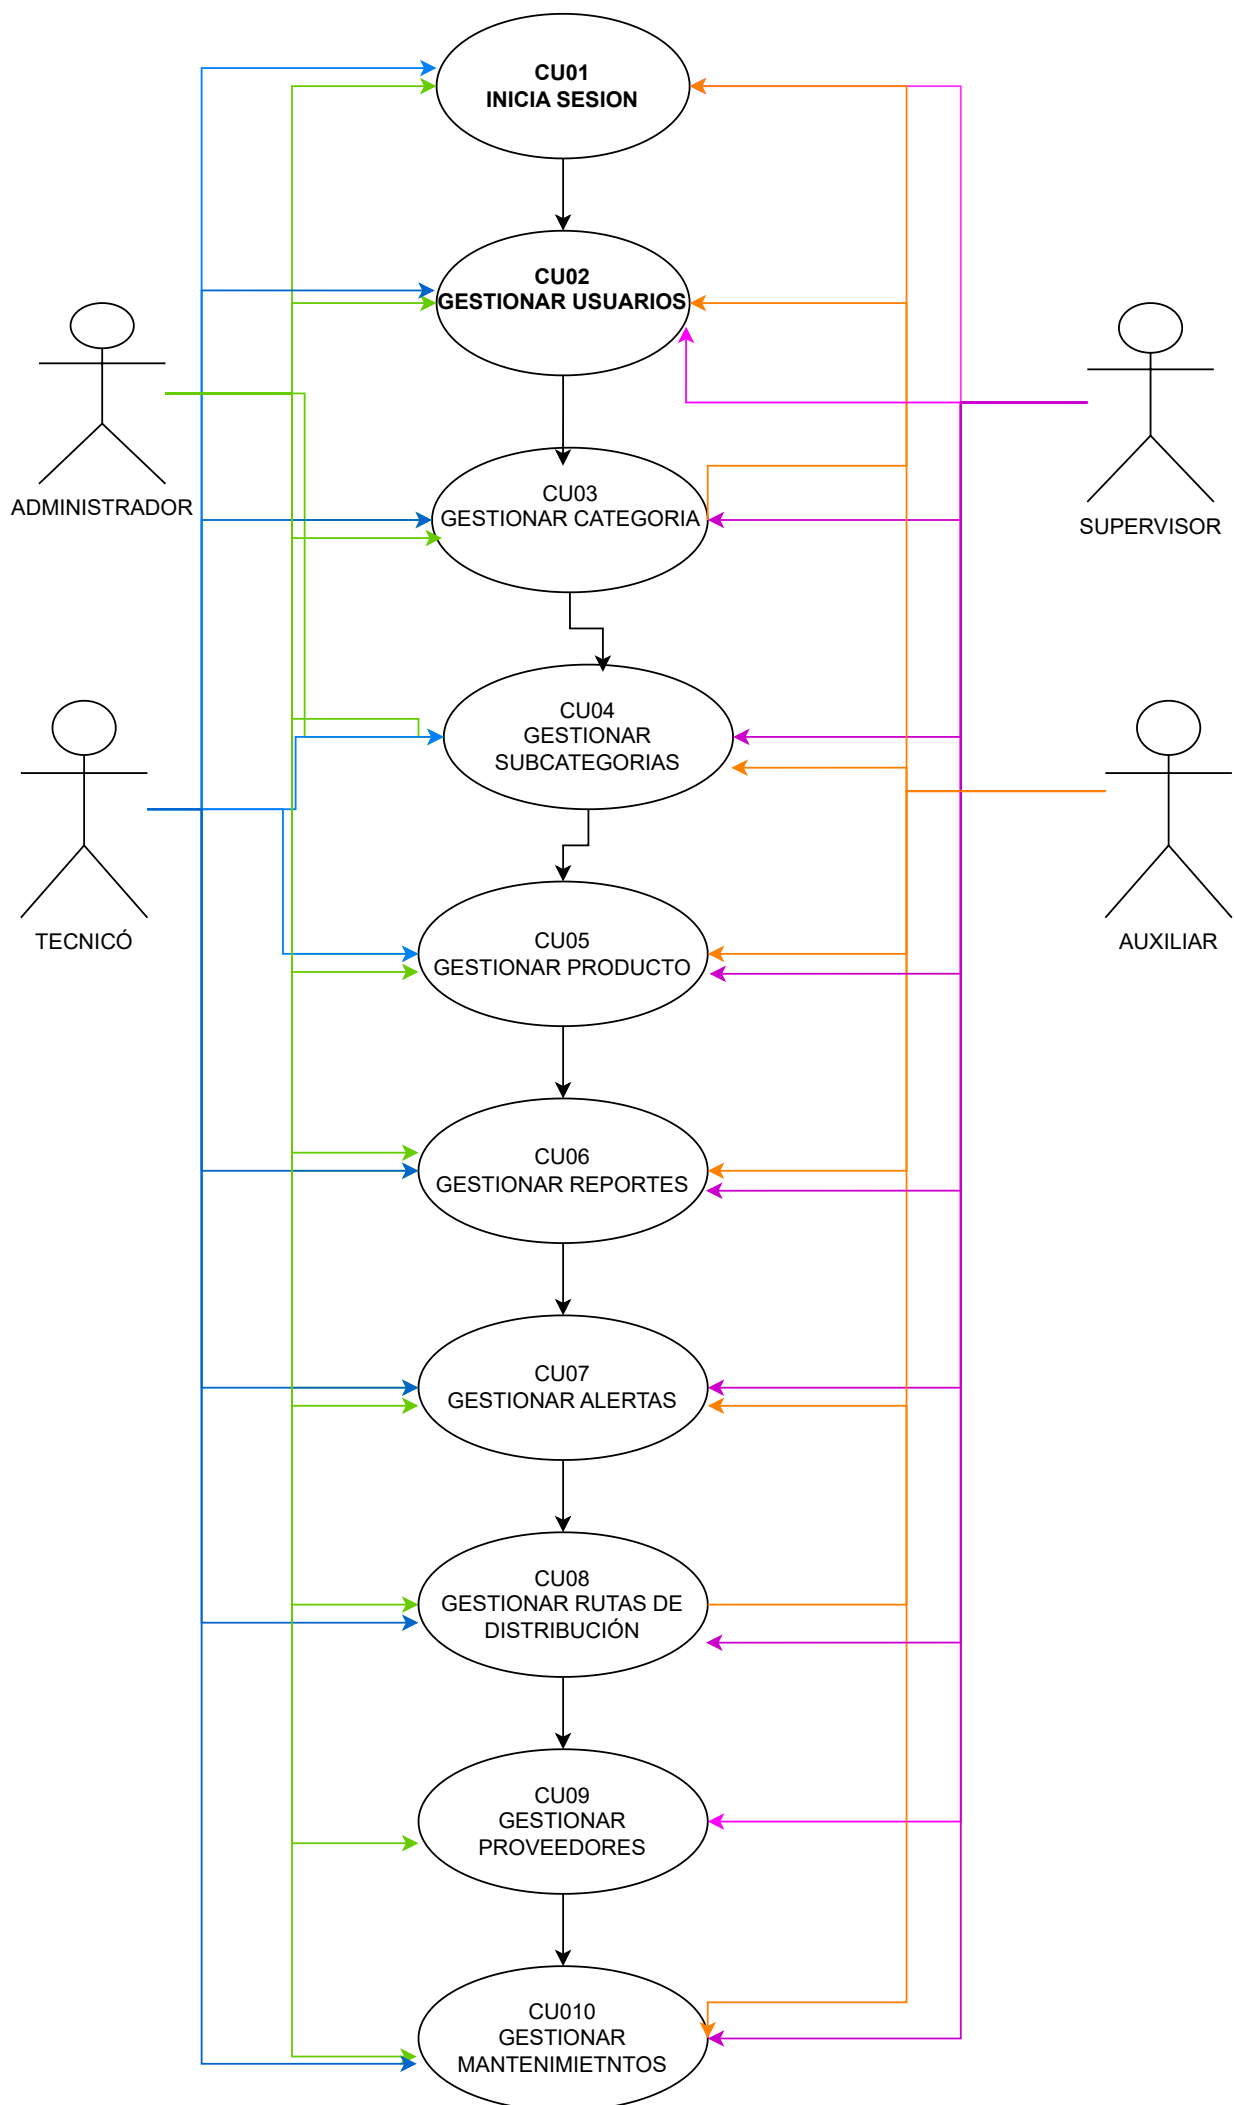 CU01
INICIA SESION
CU02
GESTIONAR USUARIOS
ADMINISTRADOR
SUPERVISOR
CU03
GESTIONAR CATEGORIA
CU04
GESTIONAR
SUBCATEGORIAS
TECNICÓ
AUXILIAR
CU05
GESTIONAR PRODUCTO
CU06
GESTIONAR REPORTES
CU07
GESTIONAR ALERTAS
CU08
GESTIONAR RUTAS DE
DISTRIBUCIÓN
CU09
GESTIONAR
PROVEEDORES
CU010
GESTIONAR
MANTENIMIETNTOS